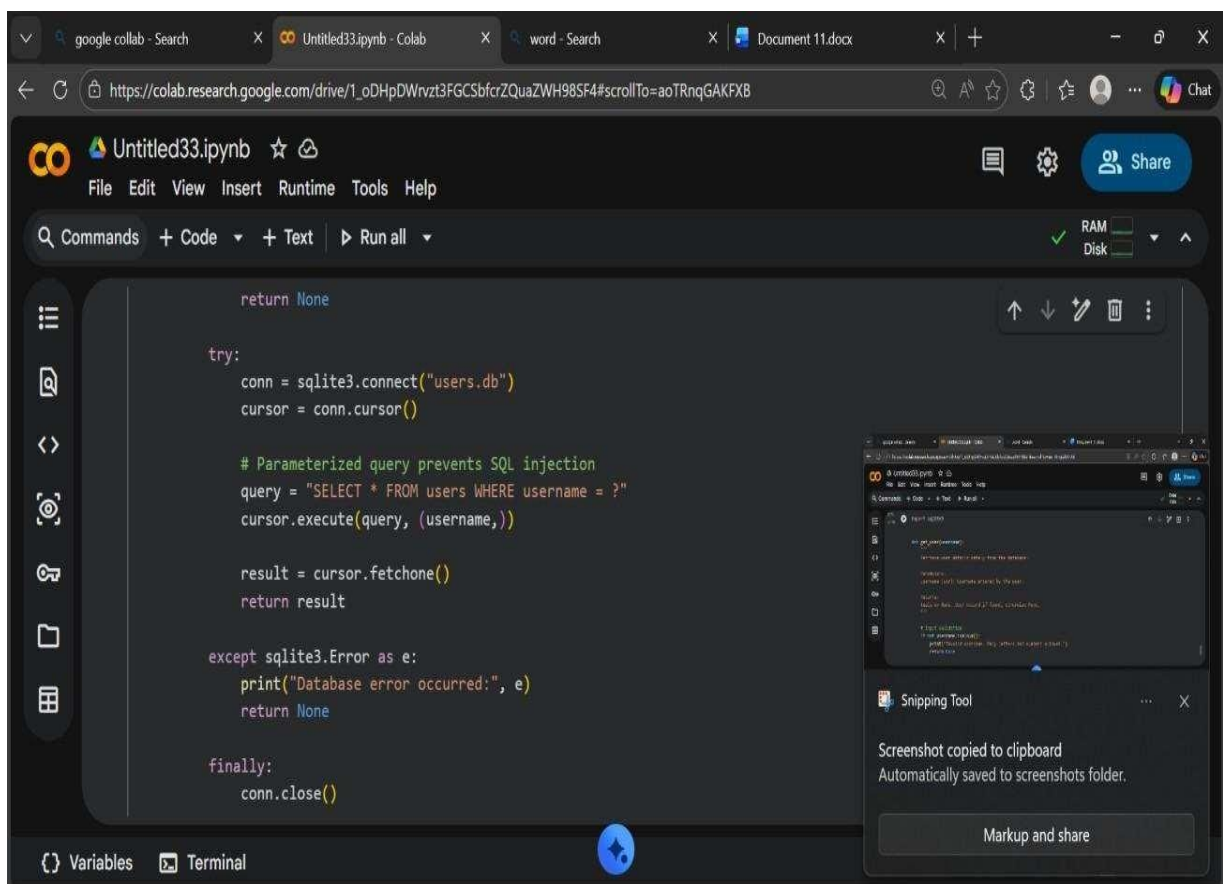 google collab - Search
Untitled33.ipynb - Colab
word - Search
Document 11.docx
https://colab.research.google.com/drive/1_oDHpDWrvzt3FGCSbfcrZQuaZWH98SF4#scrollTo=aoTRnqGAKFXB
Chat
Untitled33.ipynb
Share
File Edit View Insert Runtime Tools Help
Commands + Code + Text Run all
RAM
Disk
return None
try:
conn = sqlite3.connect("users.db")
cursor = conn.cursor()
# Parameterized query prevents SQL injection
query = "SELECT * FROM users WHERE username = ?"
cursor.execute(query, (username,))
result = cursor.fetchone()
return result
except sqlite3.Error as e:
print("Database error occurred:", e)
return None
finally:
conn.close()
Snipping Tool
Screenshot copied to clipboard
Automatically saved to screenshots folder.
Markup and share
{} Variables Terminal